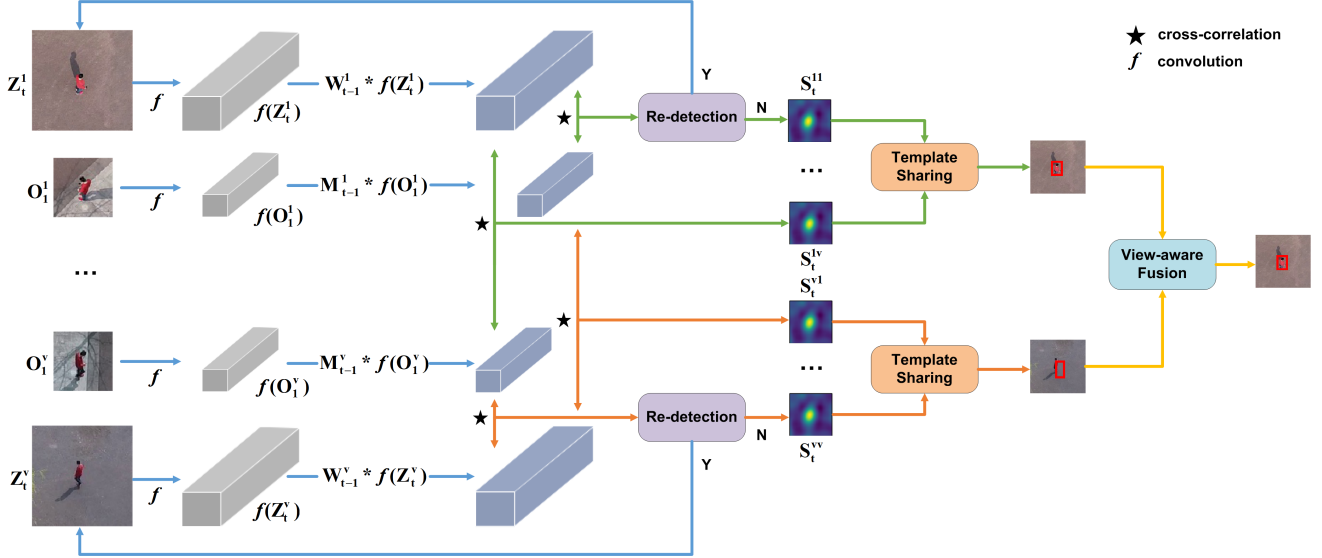 ★ cross-correlation
f convolution
Z_t^1
f
f(Z_t^1)
W_{t-1}^1 * f(Z_t^1)
Y
Re-detection
N
S_t^{11}
★
...
Template
Sharing
O_1^1
f
f(O_1^1)
M_{t-1}^1 * f(O_1^1)
★
S_t^{1v}
...
View-aware
Fusion
S_t^{v1}
★
...
Template
Sharing
O_1^v
f
f(O_1^v)
M_{t-1}^v * f(O_1^v)
★
Re-detection
N
S_t^{vv}
Y
Z_t^v
f
f(Z_t^v)
W_{t-1}^v * f(Z_t^v)